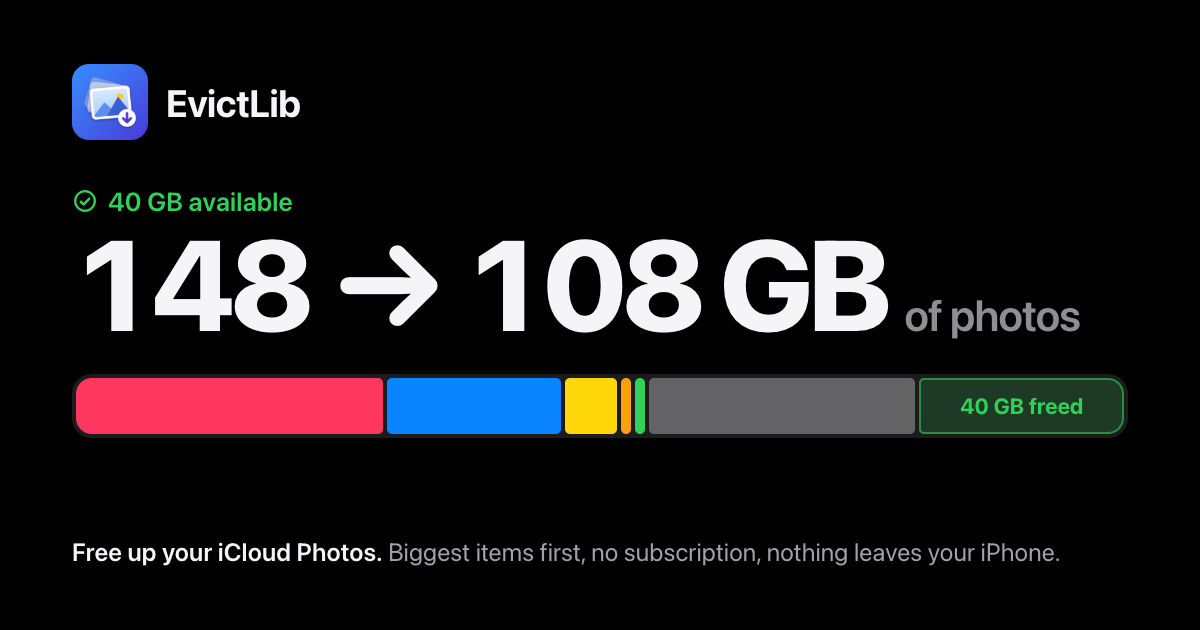 EvictLib
40 GB available
148 → 108 GB of photos
40 GB freed
Free up your iCloud Photos. Biggest items first, no subscription, nothing leaves your iPhone.